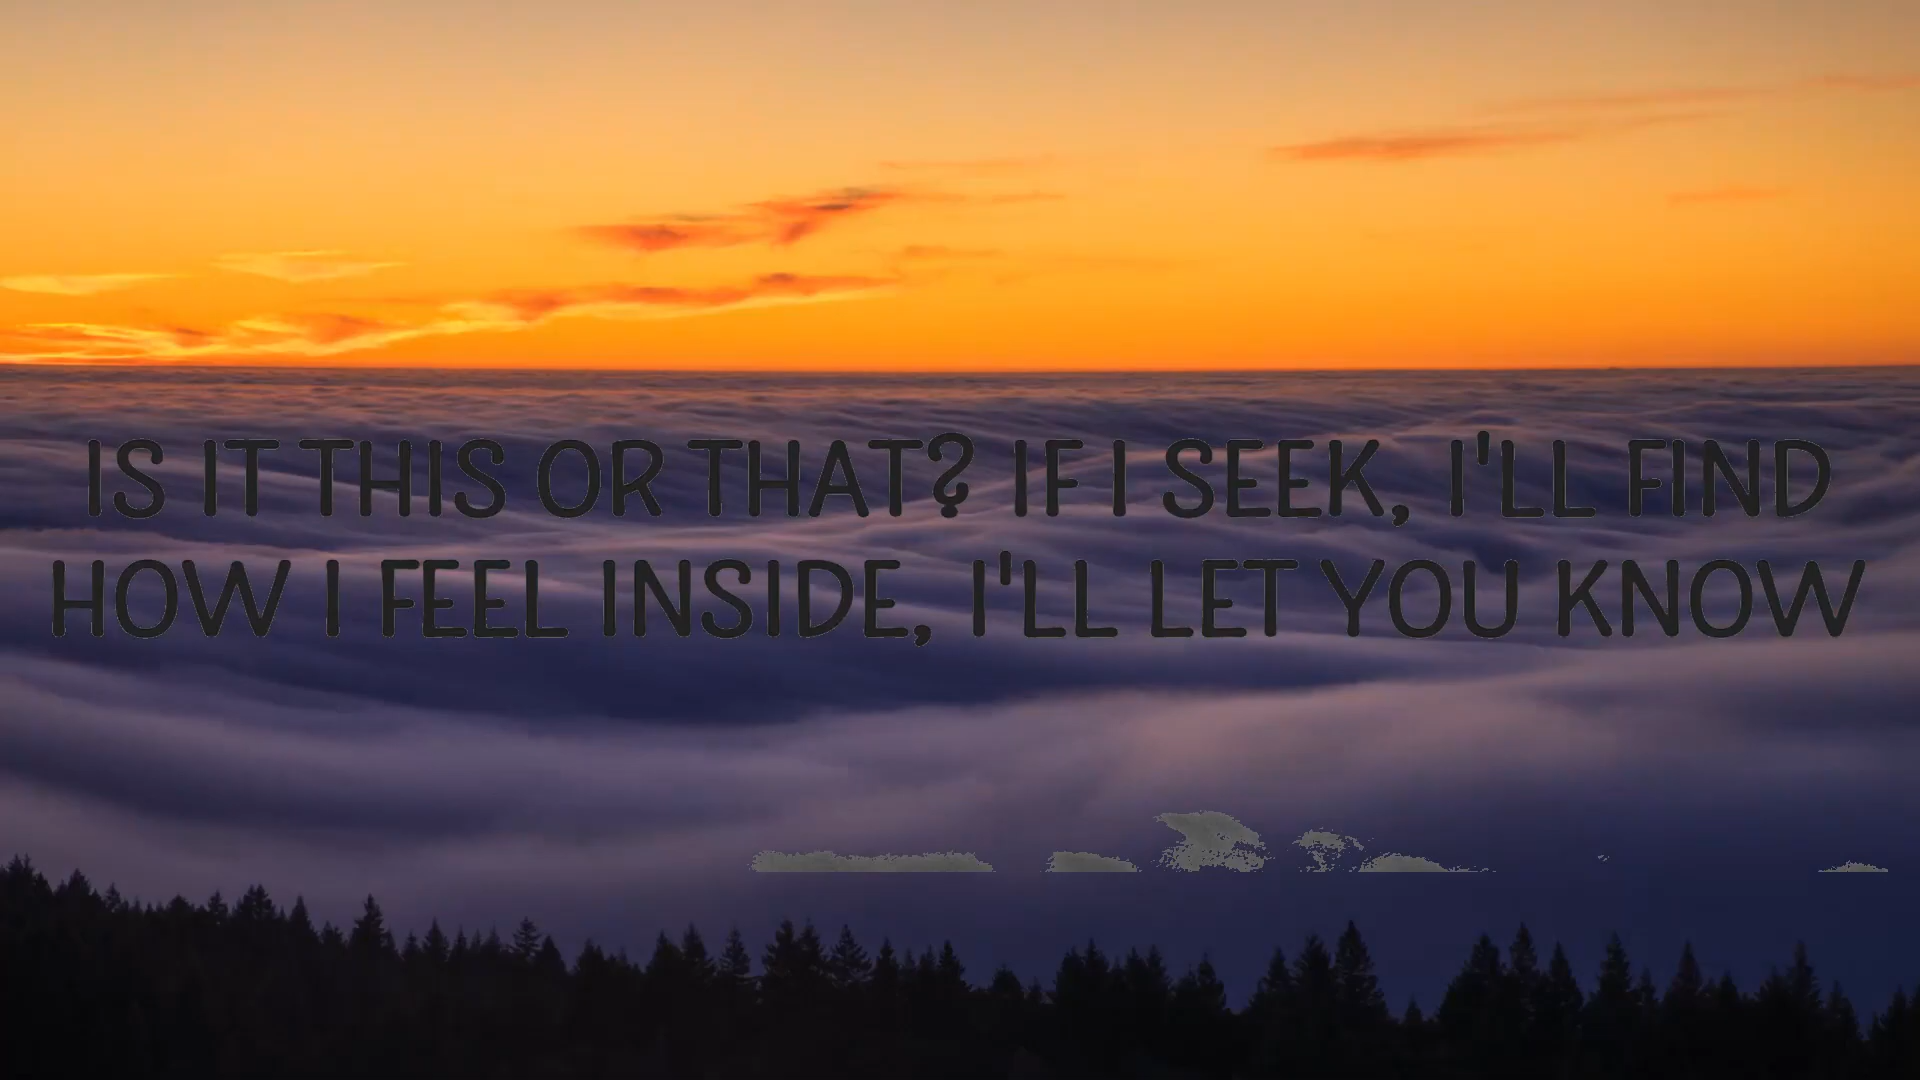 IS IT THIS OR THAT? IF I SEEK, I'LL FIND
HOW I FEEL INSIDE, I'LL LET YOU KNOW